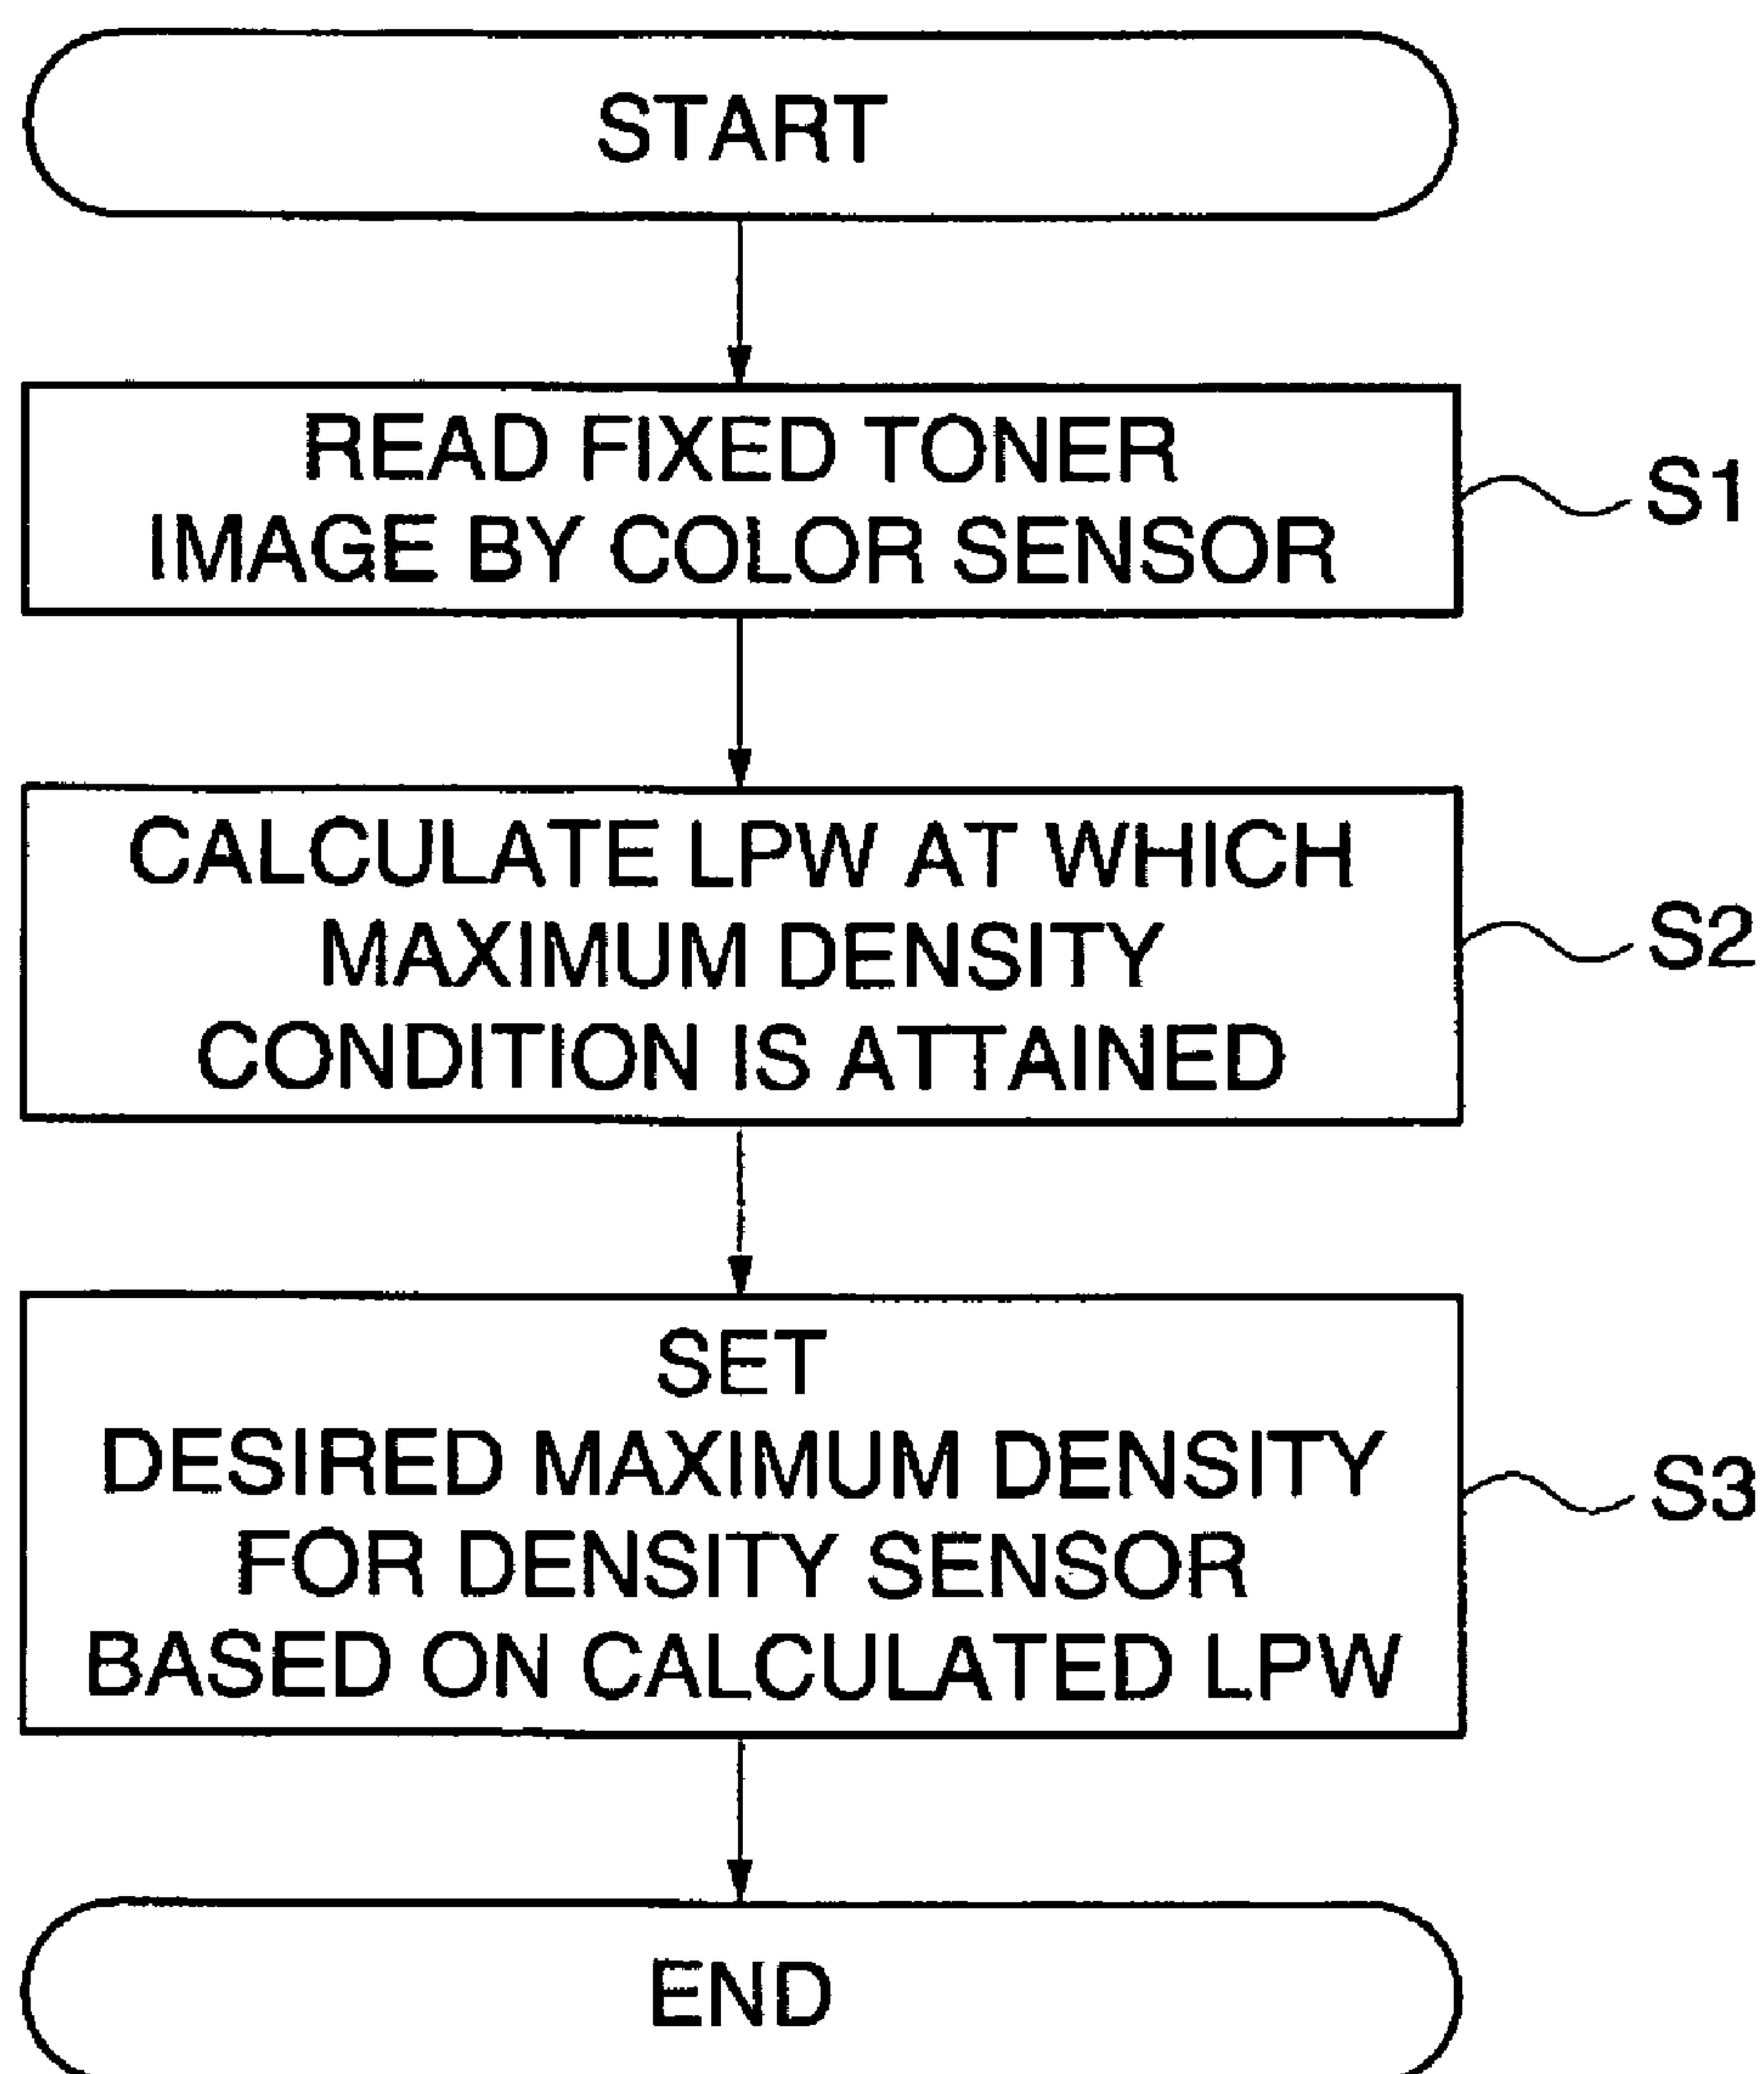 START
READ FIXED TONER
IMAGE BY COLOR SENSOR
S1
CALCULATE LPW AT WHICH
MAXIMUM DENSITY
CONDITION IS ATTAINED
S2
SET
DESIRED MAXIMUM DENSITY
FOR DENSITY SENSOR
BASED ON CALCULATED LPW
S3
END